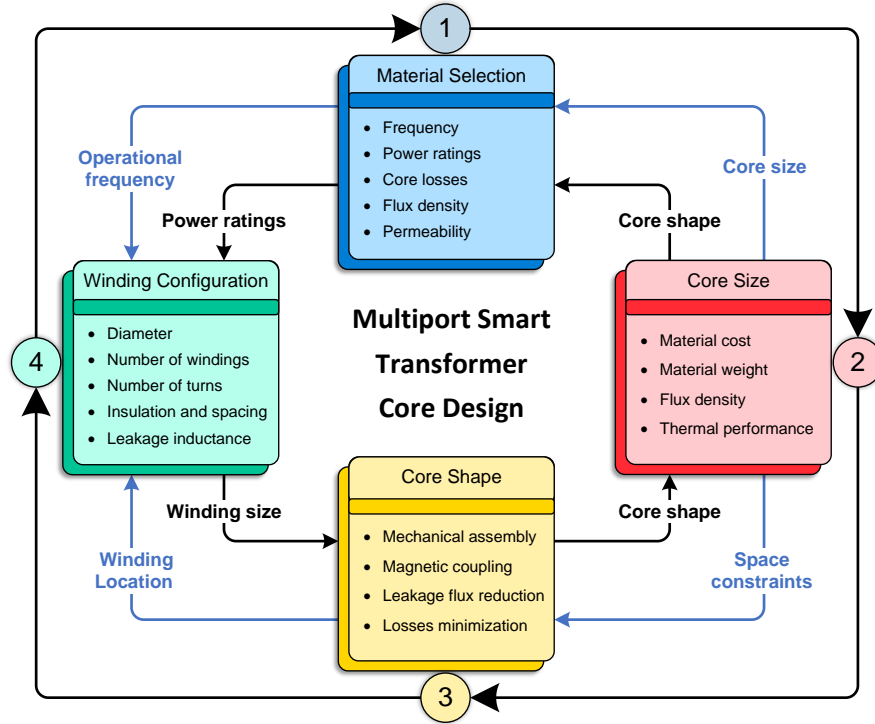 1
Material Selection
• Frequency
• Power ratings
• Core losses
• Flux density
• Permeability
Operational
frequency
Power ratings
Core size
Core shape
Winding Configuration
• Diameter
• Number of windings
• Number of turns
• Insulation and spacing
• Leakage inductance
4
Multiport Smart
Transformer
Core Design
Core Size
• Material cost
• Material weight
• Flux density
• Thermal performance
2
Winding size
Winding
Location
Core Shape
• Mechanical assembly
• Magnetic coupling
• Leakage flux reduction
• Losses minimization
Core shape
Space
constraints
3